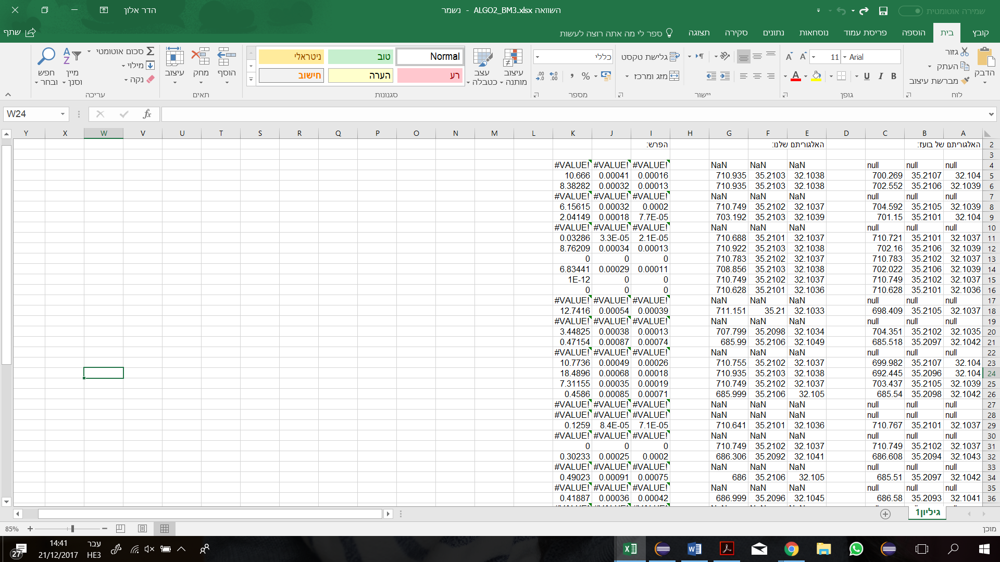 השוואה ALGO2_BM3.xlsx - נשמר
הדר אלון
שמירה אוטומטית
קובץ
בית
הוספה
פריסת עמוד
נוסחאות
נתונים
סקירה
תצוגה
ספר לי מה אתה רוצה לעשות
שתף
הדבק
גזור
העתק
מברשת עיצוב
לוח
Arial
11
B I U
גופן
גלישת טקסט
מזג ומרכז
יישור
כללי
%
מספר
עיצוב מותנה
עצב כטבלה
Normal
טוב
ניטראלי
רע
הערה
חישוב
סגנונות
הוסף
מחק
עיצוב
תאים
סכום אוטומטי
מילוי
נקה
מיין וסנן
חפש ובחר
עריכה
W24
fx
A B C D E F G H I J K L M N O P Q R S T U V W X Y
2 האלגוריתם של בועז: האלגוריתם שלנו: הפרש:
3
4 null null null NaN NaN NaN #VALUE! #VALUE! #VALUE!
5 32.104 35.2107 700.269 32.1038 35.2103 710.935 0.00016 0.00041 10.666
6 32.1039 35.2106 702.552 32.1038 35.2103 710.935 0.00013 0.00032 8.38282
7 null null null NaN NaN NaN #VALUE! #VALUE! #VALUE!
8 32.1039 35.2105 704.592 32.1037 35.2102 710.749 0.0002 0.00032 6.15615
9 32.104 35.2101 701.15 32.1039 35.2103 703.192 7.7E-05 0.00018 2.04149
10 null null null NaN NaN NaN #VALUE! #VALUE! #VALUE!
11 32.1037 35.2101 710.721 32.1037 35.2101 710.688 2.1E-05 3.3E-05 0.03286
12 32.1039 35.2106 702.16 32.1038 35.2103 710.922 0.00013 0.00034 8.76209
13 32.1037 35.2102 710.783 32.1037 35.2102 710.783 0 0 0
14 32.1039 35.2106 702.022 32.1038 35.2103 708.856 0.00011 0.00029 6.83441
15 32.1037 35.2102 710.749 32.1037 35.2102 710.749 0 0 1E-12
16 32.1036 35.2101 710.628 32.1036 35.2101 710.628 0 0 0
17 null null null NaN NaN NaN #VALUE! #VALUE! #VALUE!
18 32.1037 35.2105 698.409 32.1033 35.21 711.151 0.00039 0.00054 12.7416
19 null null null NaN NaN NaN #VALUE! #VALUE! #VALUE!
20 32.1035 35.2102 704.351 32.1034 35.2098 707.799 0.00013 0.00038 3.44825
21 32.1042 35.2097 685.518 32.1049 35.2106 685.99 0.00074 0.00087 0.47154
22 null null null NaN NaN NaN #VALUE! #VALUE! #VALUE!
23 32.104 35.2107 699.982 32.1037 35.2102 710.755 0.00026 0.00049 10.7736
24 32.104 35.2096 692.445 32.1038 35.2103 710.935 0.00018 0.00068 18.4896
25 32.1039 35.2105 703.437 32.1037 35.2102 710.749 0.00019 0.00035 7.31155
26 32.1042 35.2098 685.54 32.105 35.2106 685.999 0.00071 0.00085 0.4586
27 null null null NaN NaN NaN #VALUE! #VALUE! #VALUE!
28 null null null NaN NaN NaN #VALUE! #VALUE! #VALUE!
29 32.1037 35.2101 710.767 32.1036 35.2101 710.641 7.1E-05 8.4E-05 0.1259
30 null null null NaN NaN NaN #VALUE! #VALUE! #VALUE!
31 32.1037 35.2102 710.749 32.1037 35.2102 710.749 0 0 0
32 32.1043 35.2094 686.608 32.1041 35.2092 686.306 0.0002 0.00025 0.30233
33 null null null NaN NaN NaN #VALUE! #VALUE! #VALUE!
34 32.1042 35.2097 685.51 32.105 35.2106 686 0.00075 0.00091 0.49023
35 null null null NaN NaN NaN #VALUE! #VALUE! #VALUE!
36 32.1041 35.2093 686.58 32.1045 35.2096 686.999 0.00042 0.00036 0.41887
גיליון1
מוכן
85%
14:41
21/12/2017
עבר
HE3
27